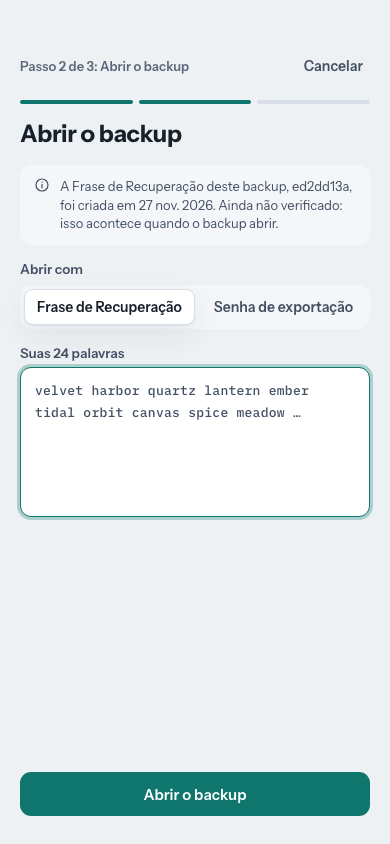 Passo 2 de 3: Abrir o backup
Cancelar
Abrir o backup
A Frase de Recuperação deste backup, ed2dd13a,
foi criada em 27 nov. 2026. Ainda não verificado:
isso acontece quando o backup abrir.
Abrir com
Frase de Recuperação
Senha de exportação
Suas 24 palavras
velvet harbor quartz lantern ember
tidal orbit canvas spice meadow …
Abrir o backup